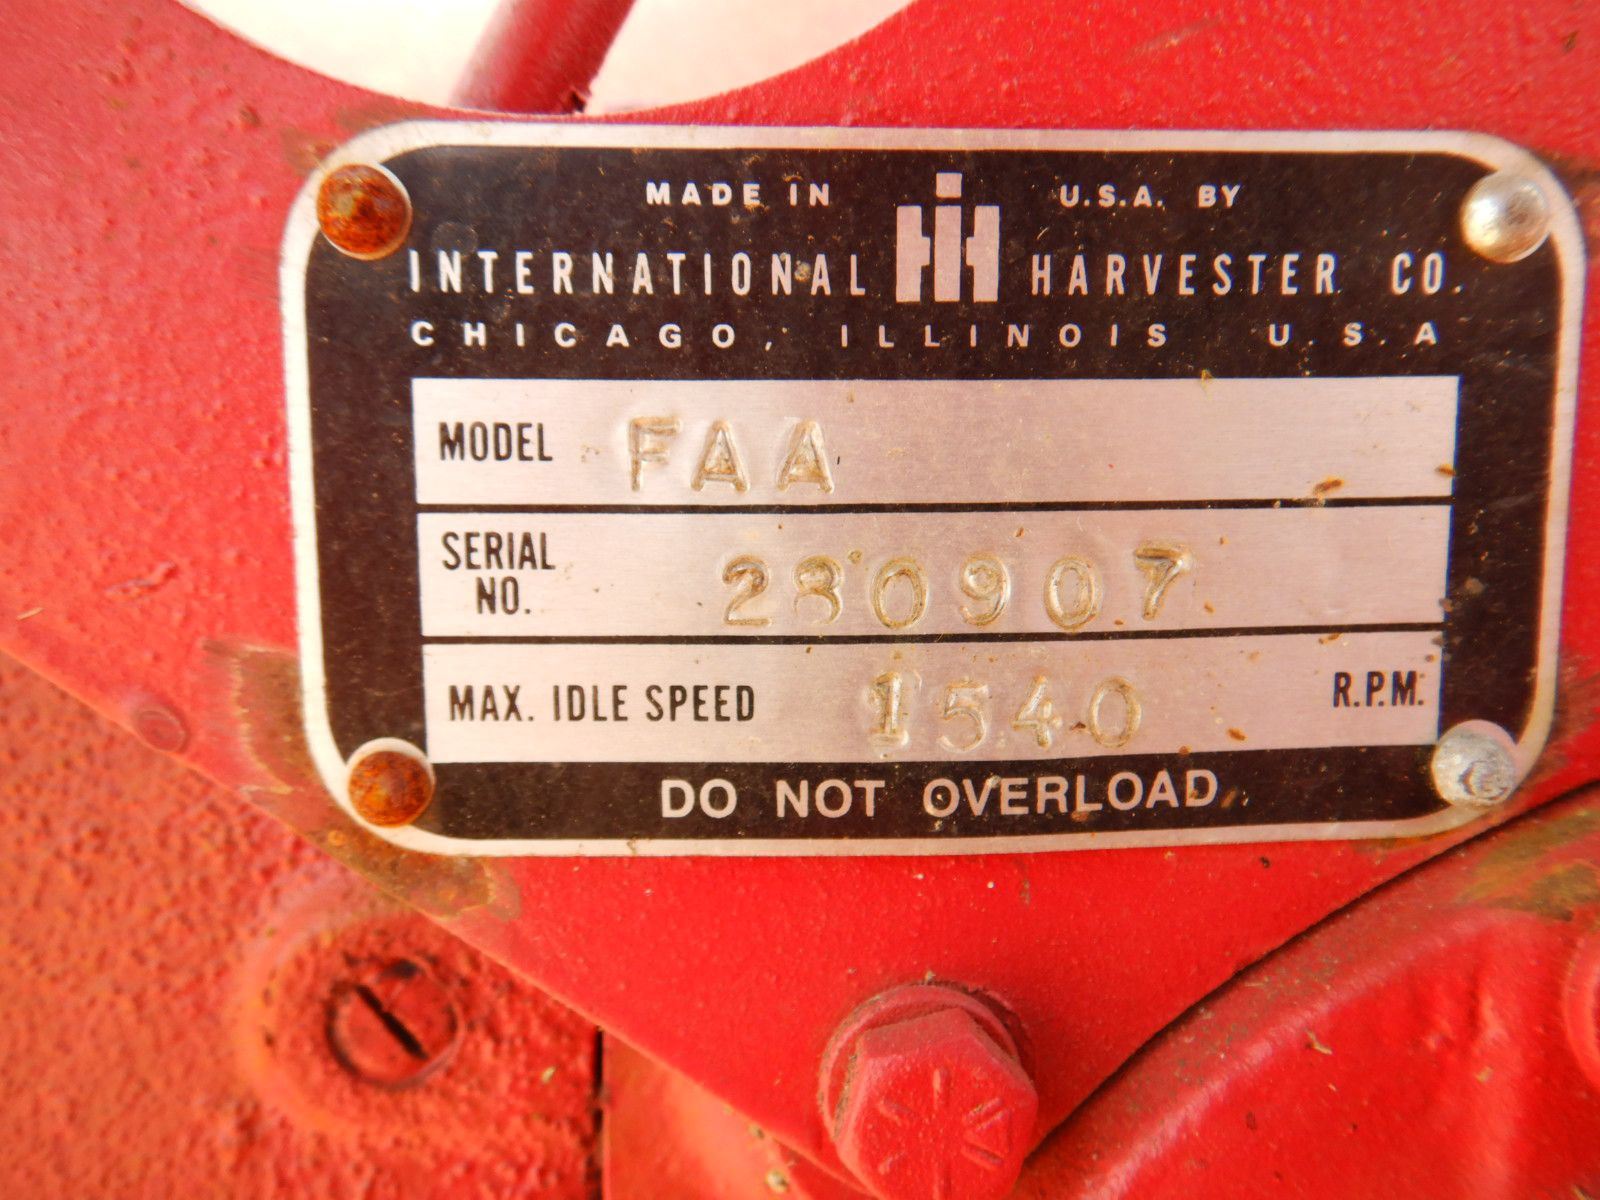 MADE IN IH U.S.A. BY
INTERNATIONAL HARVESTER CO.
CHICAGO, ILLINOIS U.S.A
MODEL FAA
SERIAL NO. 280907
MAX. IDLE SPEED 1540 R.P.M.
DO NOT OVERLOAD